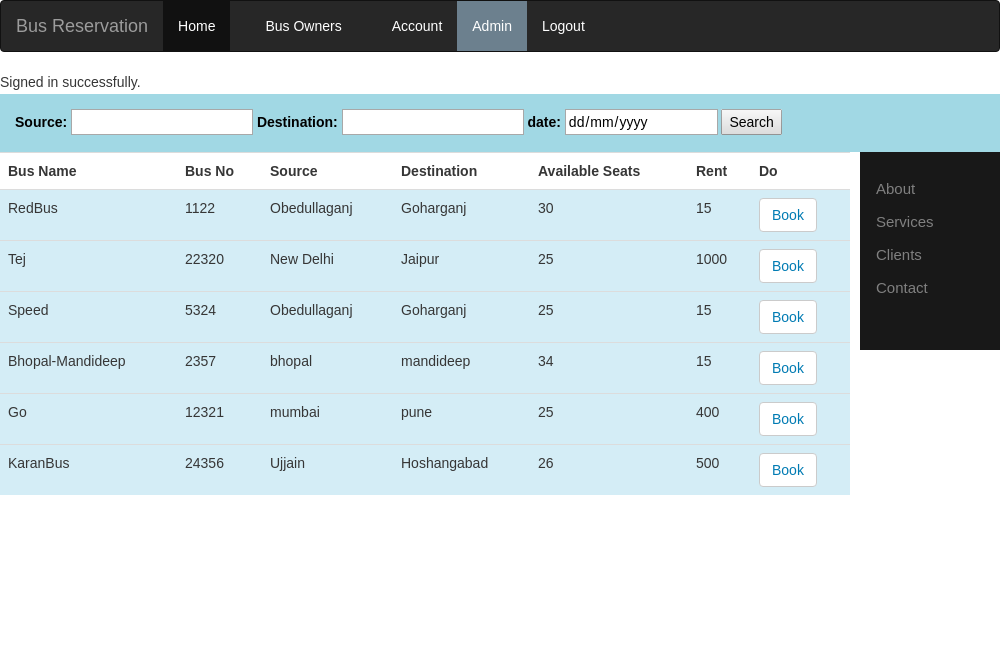 Bus Reservation Home Bus Owners Account Admin Logout
Signed in successfully.
Source: Destination: date: dd/mm/yyyy Search
Bus Name Bus No Source Destination Available Seats Rent Do
RedBus 1122 Obedullaganj Goharganj 30 15 Book
Tej 22320 New Delhi Jaipur 25 1000 Book
Speed 5324 Obedullaganj Goharganj 25 15 Book
Bhopal-Mandideep 2357 bhopal mandideep 34 15 Book
Go 12321 mumbai pune 25 400 Book
KaranBus 24356 Ujjain Hoshangabad 26 500 Book
About
Services
Clients
Contact